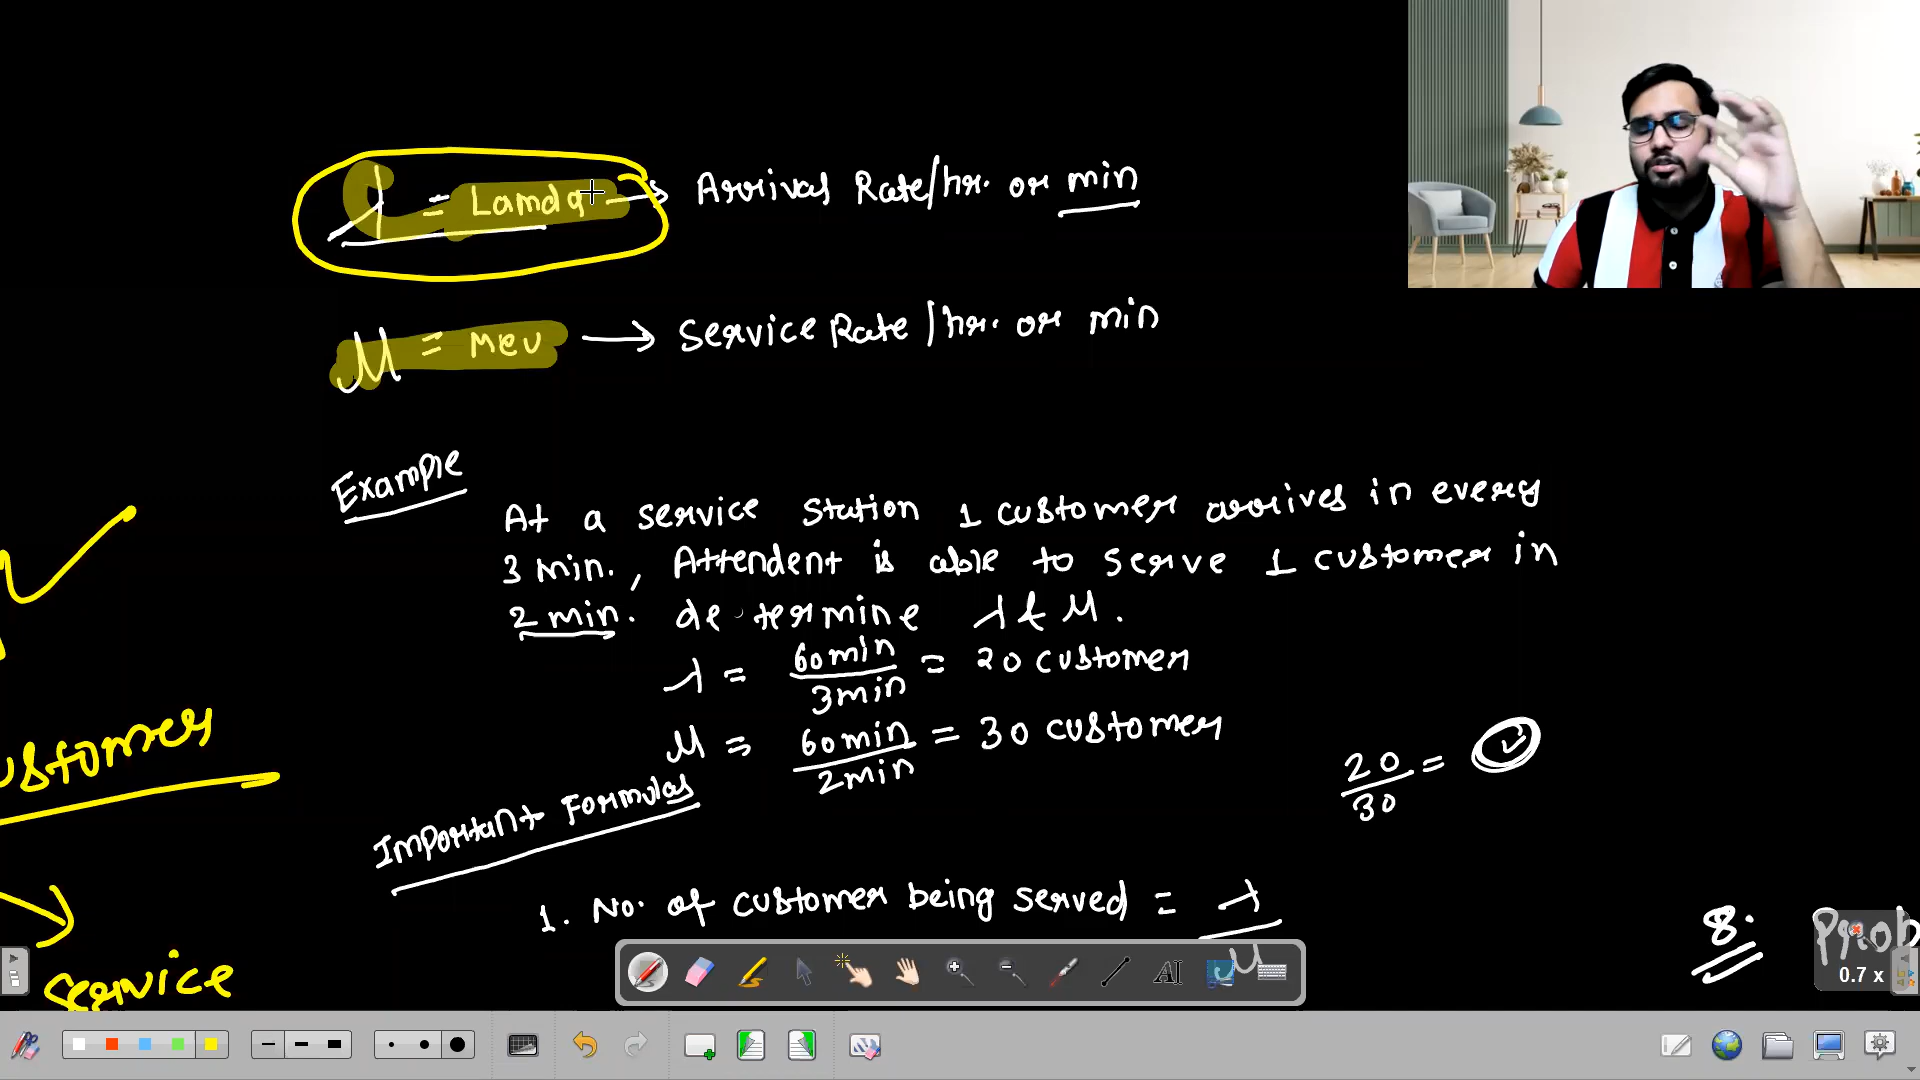 λ = Lamda → Arrival Rate/hr. or min
μ = Meu → Service Rate/hr. or min
Example
At a service station 1 customer arrives in every
3 min., Attendent is able to serve 1 customer in
2 min. determine λ & μ.
λ = 60min/3min = 20 customer
μ = 60min/2min = 30 customer
20/30 =
ustomer
Important Formulas
1. No. of customer being served = λ/μ
8. Prob
0.7 x
Service